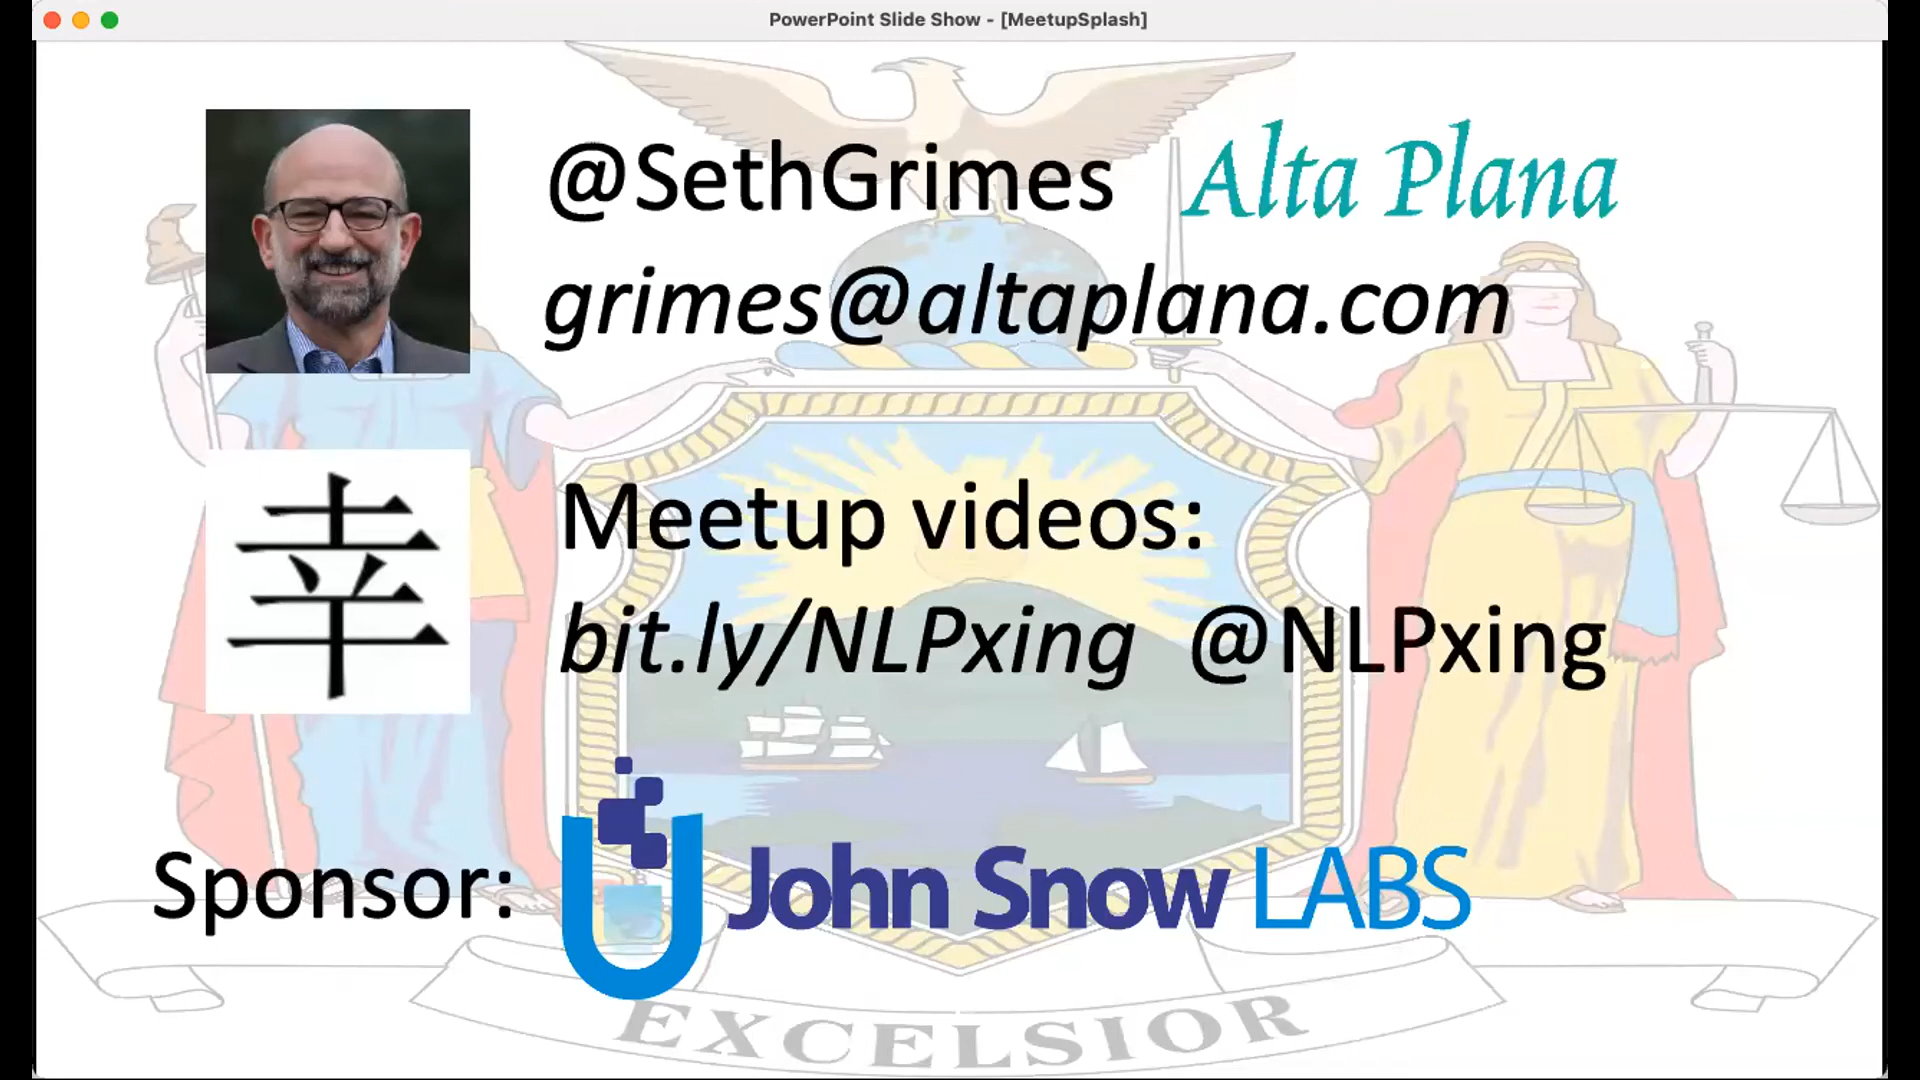 PowerPoint Slide Show - [MeetupSplash]
@SethGrimes Alta Plana
grimes@altaplana.com
幸
Meetup videos:
bit.ly/NLPxing @NLPxing
Sponsor: John Snow LABS
EXCELSIOR